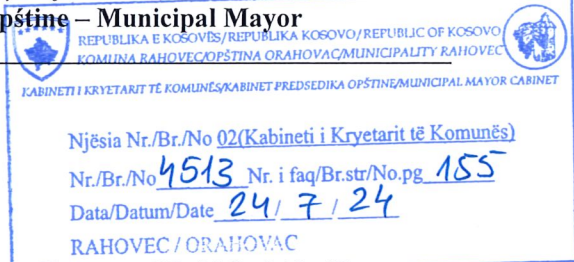 pštine – Municipal Mayor
REPUBLIKA E KOSOVËS/REPUBLIKA KOSOVO/REPUBLIC OF KOSOVO
KOMUNA RAHOVEC/OPŠTINA ORAHOVAC/MUNICIPALITY RAHOVEC
KABINETI I KRYETARIT TË KOMUNËS/KABINET PREDSEDIKA OPŠTINE/MUNICIPAL MAYOR CABINET
Njësia Nr./Br./No 02(Kabineti i Kryetarit të Komunës)
Nr./Br./No 4513 Nr. i faq/Br.str/No.pg 155
Data/Datum/Date 24 / 7 / 24
RAHOVEC / ORAHOVAC